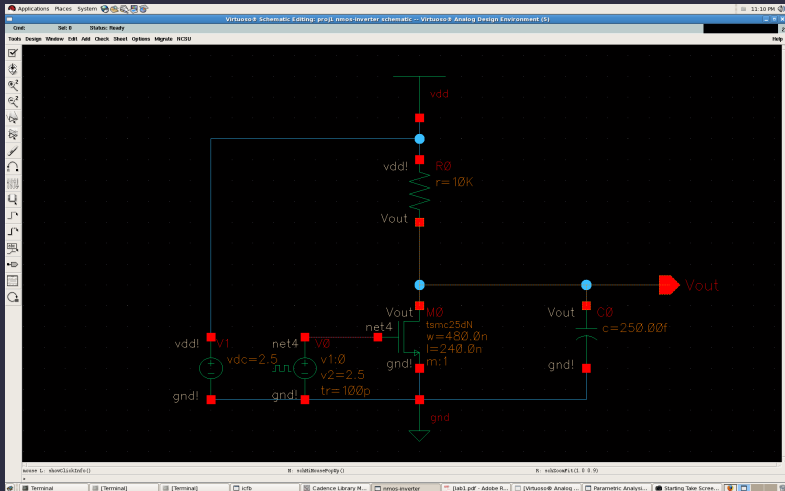 Applications Places System 11:10 PM
Virtuoso® Schematic Editing: proj1 nmos-inverter schematic -- Virtuoso® Analog Design Environment (5)
Cmd: Sel: 0 Status: Ready
Tools Design Window Edit Add Check Sheet Options Migrate NCSU Help
vdd
vdd! R0
r=10K
Vout
Vout
Vout M0
tsmc25dN
w=480.0n
l=240.0n
m:1
net4
gnd!
Vout C0
c=250.00f
gnd!
vdd! V1
vdc=2.5
gnd!
net4 V0
v1:0
v2=2.5
tr=100p
gnd!
gnd
mouse L: showClickInfo() M: schHiMousePopUp() R: schZoomFit(1.0 0.9)
>
Terminal [Terminal] [Terminal] icfb Cadence Library M... nmos-inverter [lab1.pdf - Adobe R... [Virtuoso® Analog ... Parametric Analysi... Starting Take Scree...